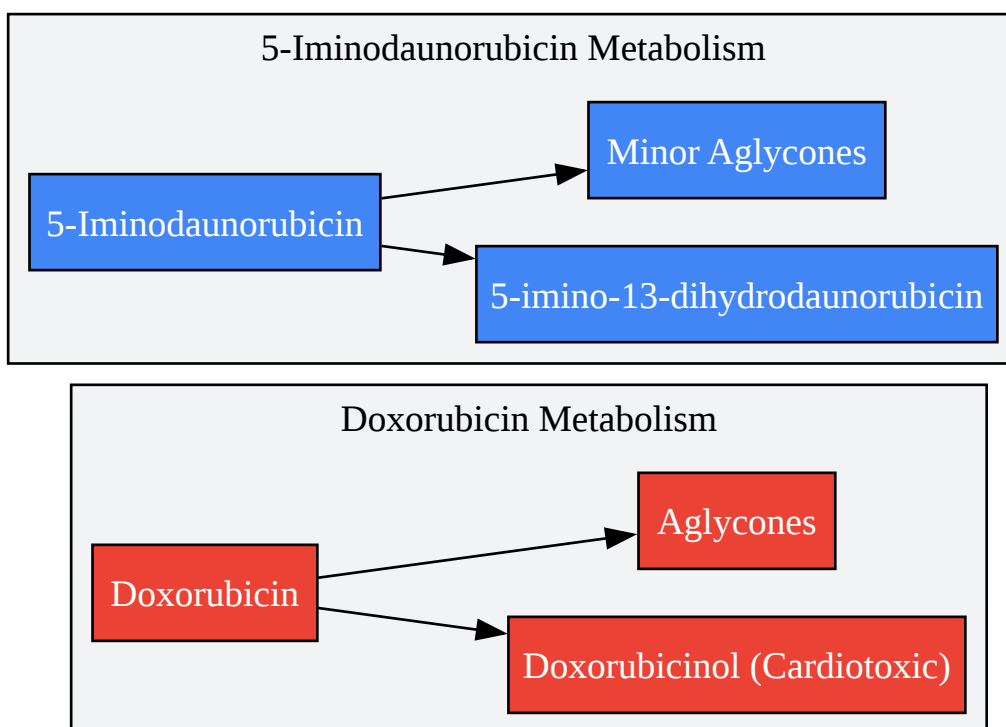 5-Iminodaunorubicin Metabolism
Minor Aglycones
5-Iminodaunorubicin
5-imino-13-dihydrodaunorubicin
Doxorubicin Metabolism
Aglycones
Doxorubicin
Doxorubicinol (Cardiotoxic)